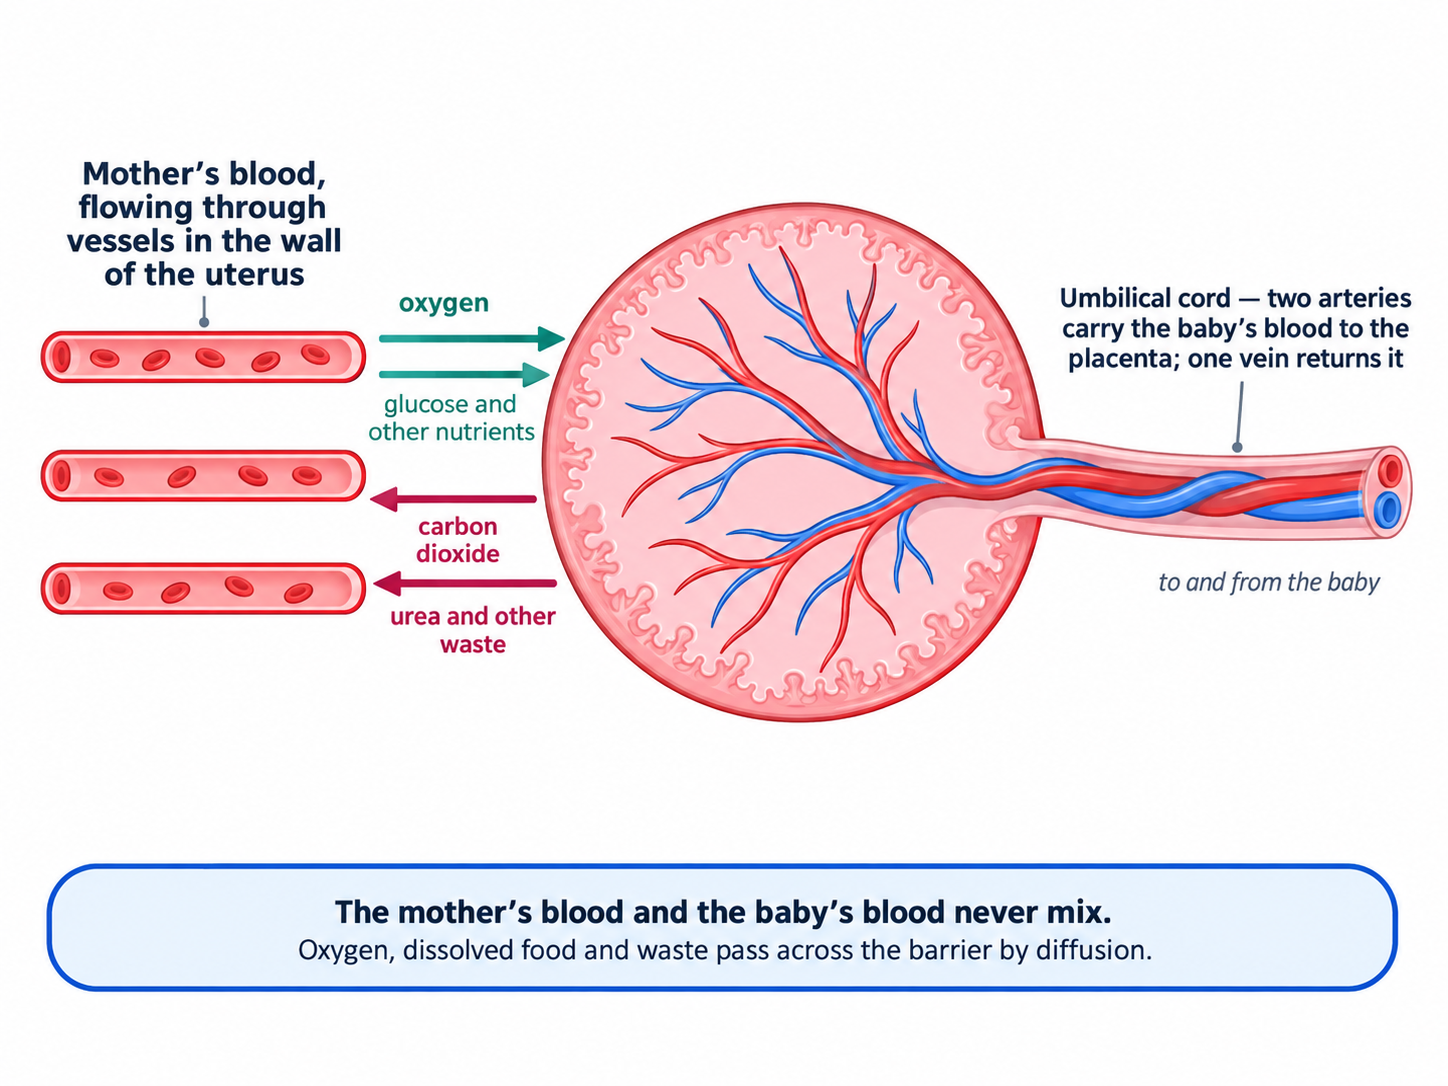 Mother’s blood,
flowing through
vessels in the wall
of the uterus
oxygen
glucose and
other nutrients
carbon
dioxide
urea and other
waste
Umbilical cord — two arteries
carry the baby’s blood to the
placenta; one vein returns it
to and from the baby
The mother’s blood and the baby’s blood never mix.
Oxygen, dissolved food and waste pass across the barrier by diffusion.